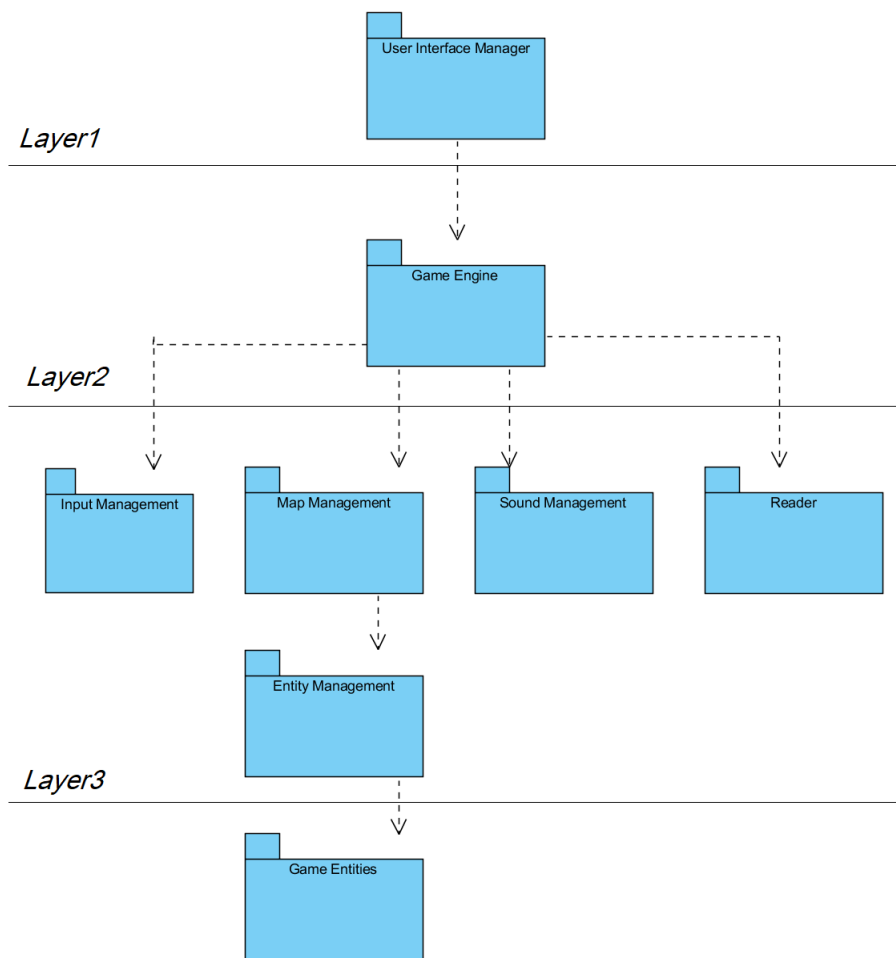 User Interface Manager
Layer1
Game Engine
Layer2
Input Management
Map Management
Sound Management
Reader
Entity Management
Layer3
Game Entities